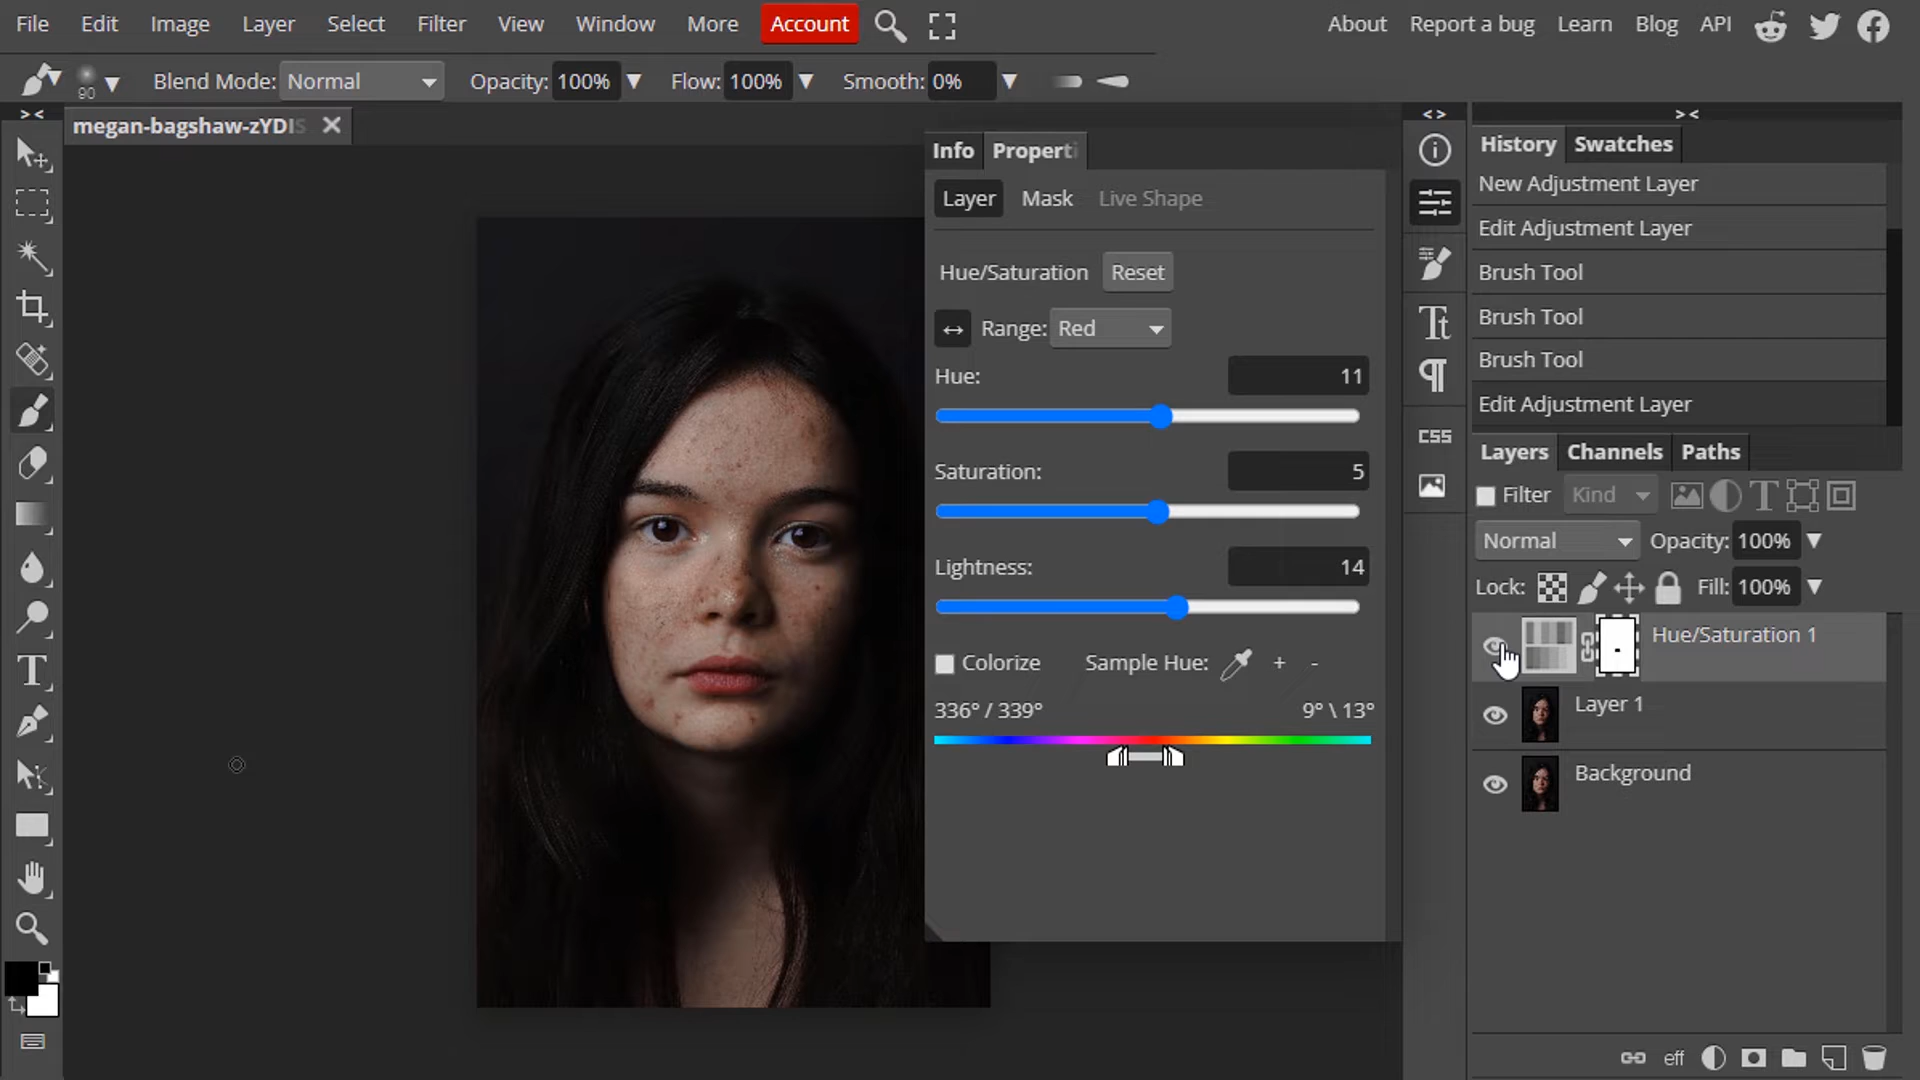 File Edit Image Layer Select Filter View Window More Account About Report a bug Learn Blog API
90 Blend Mode: Normal Opacity: 100% Flow: 100% Smooth: 0%
megan-bagshaw-zYDIS
Info Properti
Layer Mask Live Shape
Hue/Saturation Reset
Range: Red
Hue: 11
Saturation: 5
Lightness: 14
Colorize Sample Hue: + -
336° / 339° 9° \ 13°
CSS
History Swatches
New Adjustment Layer
Edit Adjustment Layer
Brush Tool
Brush Tool
Brush Tool
Edit Adjustment Layer
Layers Channels Paths
Filter Kind
Normal Opacity: 100%
Lock: Fill: 100%
Hue/Saturation 1
Layer 1
Background
eff